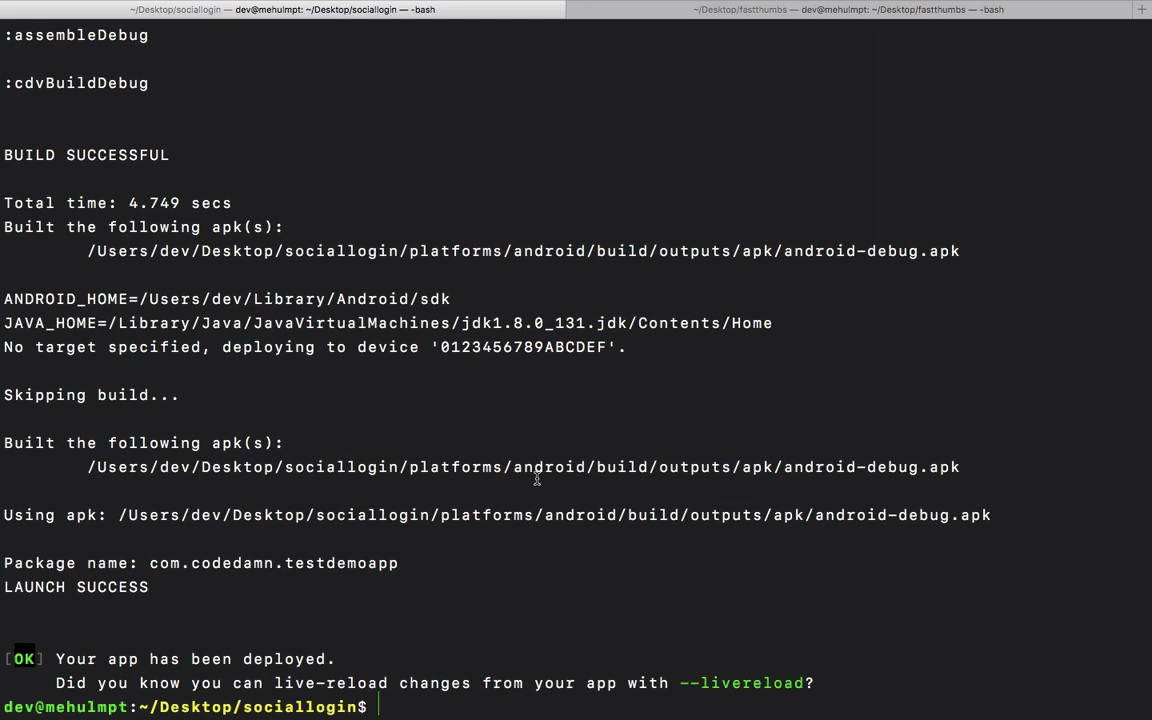 ~/Desktop/sociallogin — dev@mehulmpt: ~/Desktop/sociallogin — -bash
~/Desktop/fastthumbs — dev@mehulmpt: ~/Desktop/fastthumbs — -bash
:assembleDebug
:cdvBuildDebug
BUILD SUCCESSFUL
Total time: 4.749 secs
Built the following apk(s):
/Users/dev/Desktop/sociallogin/platforms/android/build/outputs/apk/android-debug.apk
ANDROID_HOME=/Users/dev/Library/Android/sdk
JAVA_HOME=/Library/Java/JavaVirtualMachines/jdk1.8.0_131.jdk/Contents/Home
No target specified, deploying to device '0123456789ABCDEF'.
Skipping build...
Built the following apk(s):
/Users/dev/Desktop/sociallogin/platforms/android/build/outputs/apk/android-debug.apk
Using apk: /Users/dev/Desktop/sociallogin/platforms/android/build/outputs/apk/android-debug.apk
Package name: com.codedamn.testdemoapp
LAUNCH SUCCESS
[OK] Your app has been deployed.
Did you know you can live-reload changes from your app with --livereload?
dev@mehulmpt:~/Desktop/sociallogin$